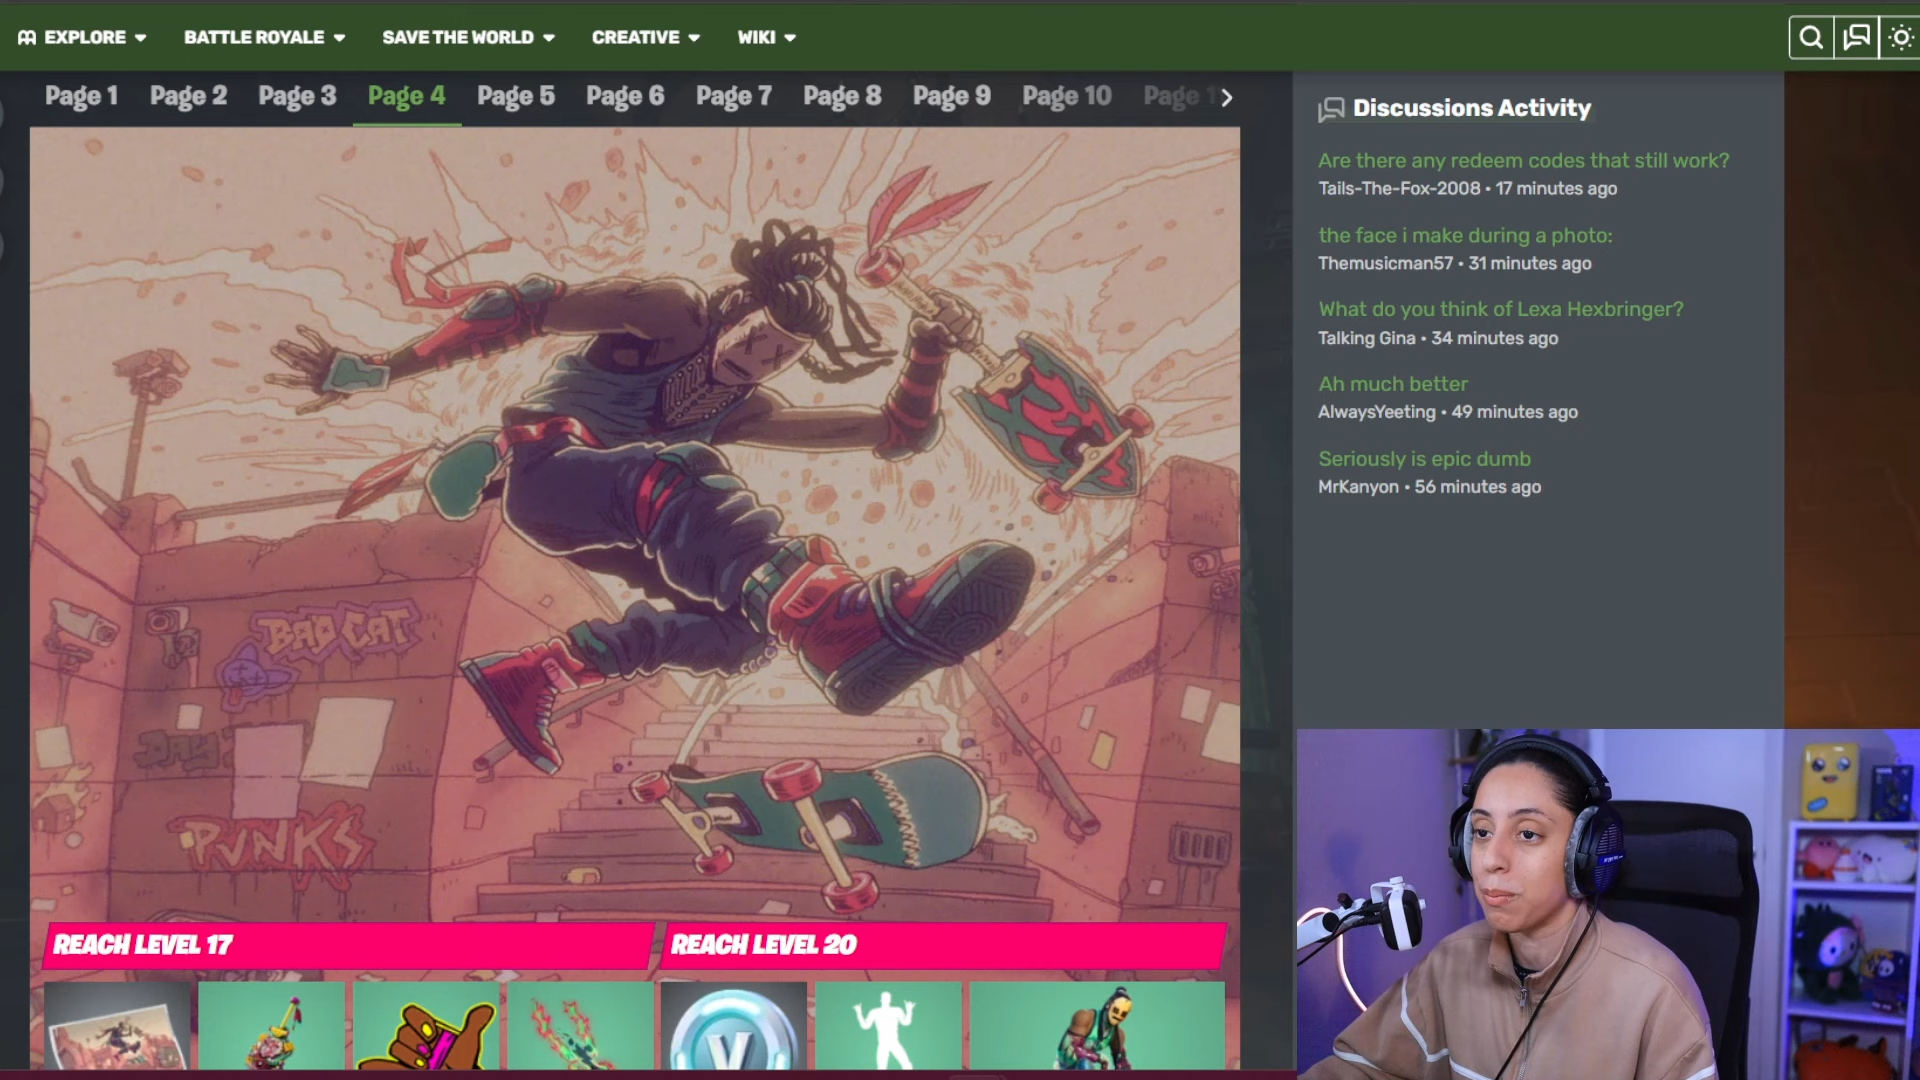 EXPLORE BATTLE ROYALE SAVE THE WORLD CREATIVE WIKI
Page 1 Page 2 Page 3 Page 4 Page 5 Page 6 Page 7 Page 8 Page 9 Page 10 Page 1
Discussions Activity
Are there any redeem codes that still work?
Tails-The-Fox-2008 • 17 minutes ago
the face i make during a photo:
Themusicman57 • 31 minutes ago
What do you think of Lexa Hexbringer?
Talking Gina • 34 minutes ago
Ah much better
AlwaysYeeting • 49 minutes ago
Seriously is epic dumb
MrKanyon • 56 minutes ago
BAD CAT
PUNKS
REACH LEVEL 17
REACH LEVEL 20
V